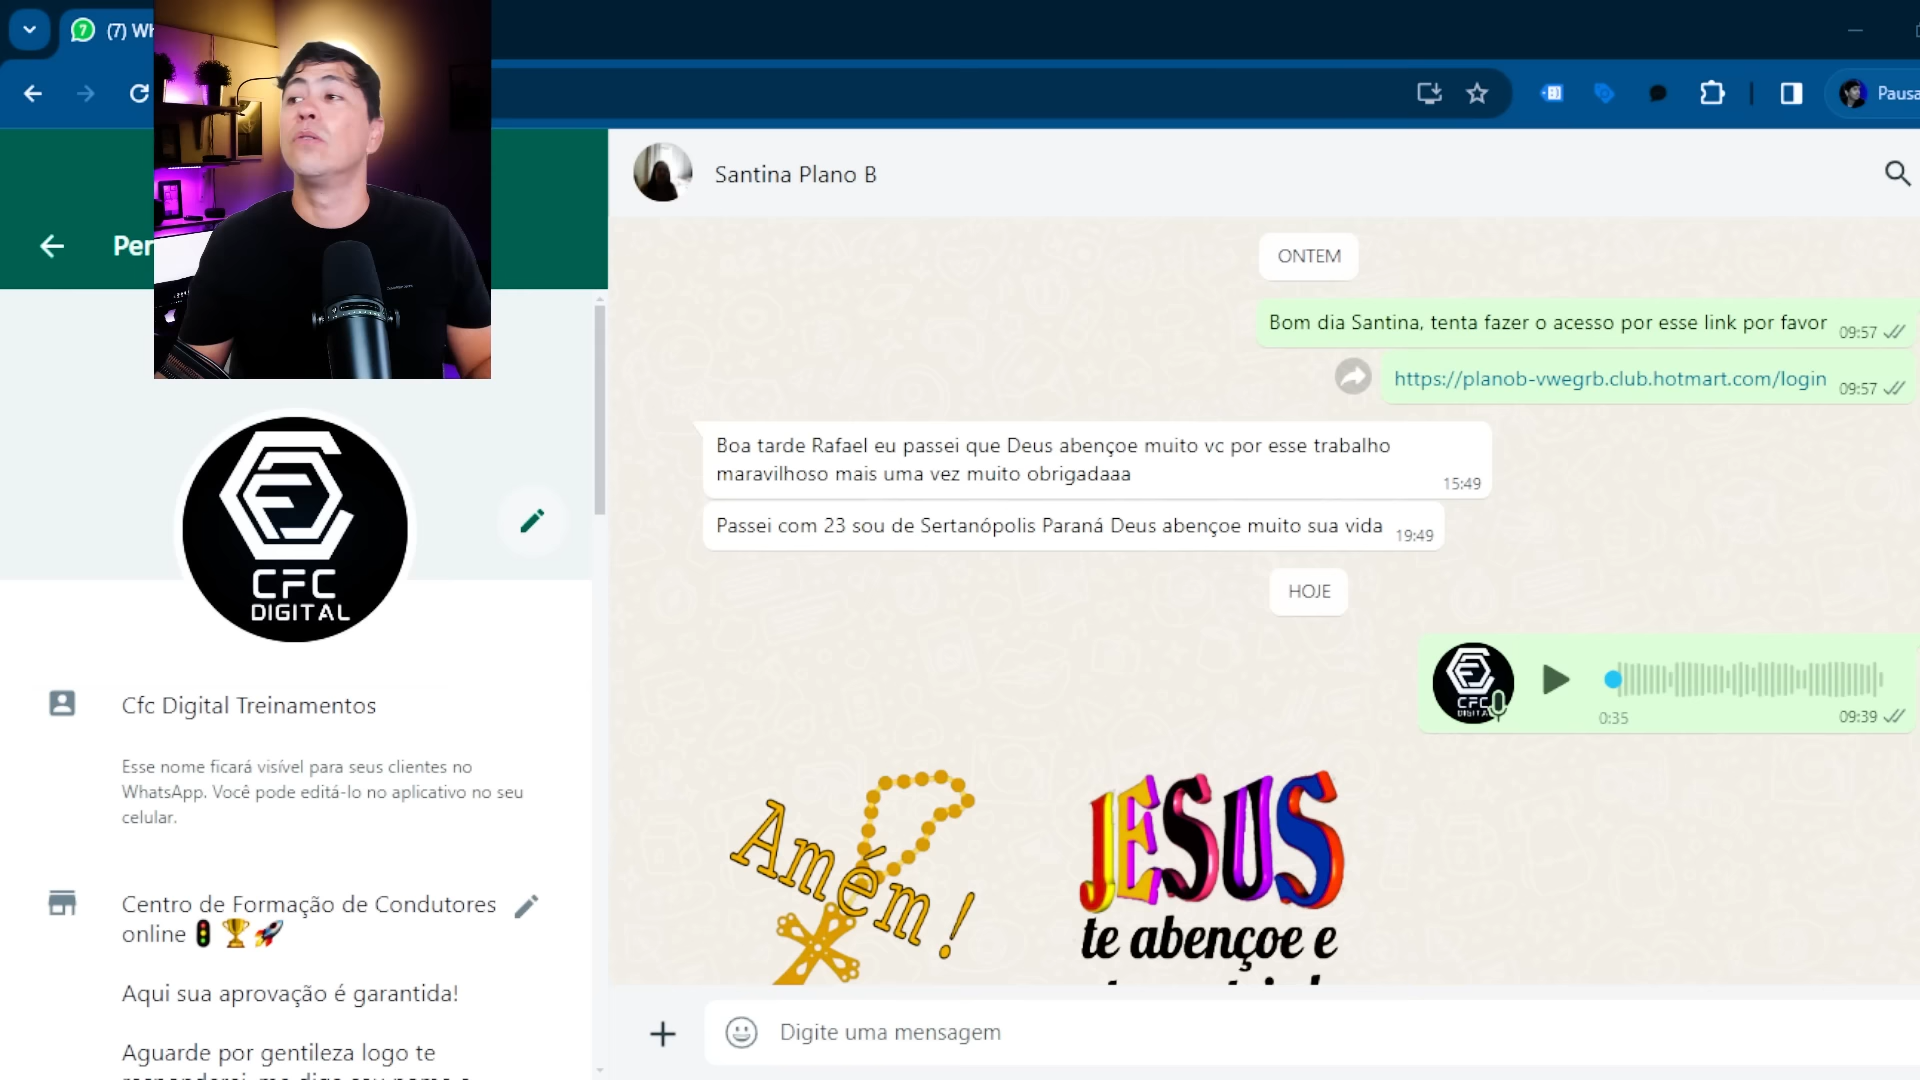 7 (7) Wh
Pausa
Per
Santina Plano B
ONTEM
Bom dia Santina, tenta fazer o acesso por esse link por favor 09:57
https://planob-vwegrb.club.hotmart.com/login 09:57
Boa tarde Rafael eu passei que Deus abençoe muito vc por esse trabalho
maravilhoso mais uma vez muito obrigadaaa 15:49
Passei com 23 sou de Sertanópolis Paraná Deus abençoe muito sua vida 19:49
HOJE
CFC
0:35 09:39
Amém!
JESUS
te abençoe e
Digite uma mensagem
CFC
DIGITAL
Cfc Digital Treinamentos
Esse nome ficará visível para seus clientes no
WhatsApp. Você pode editá-lo no aplicativo no seu
celular.
Centro de Formação de Condutores
online
Aqui sua aprovação é garantida!
Aguarde por gentileza logo te